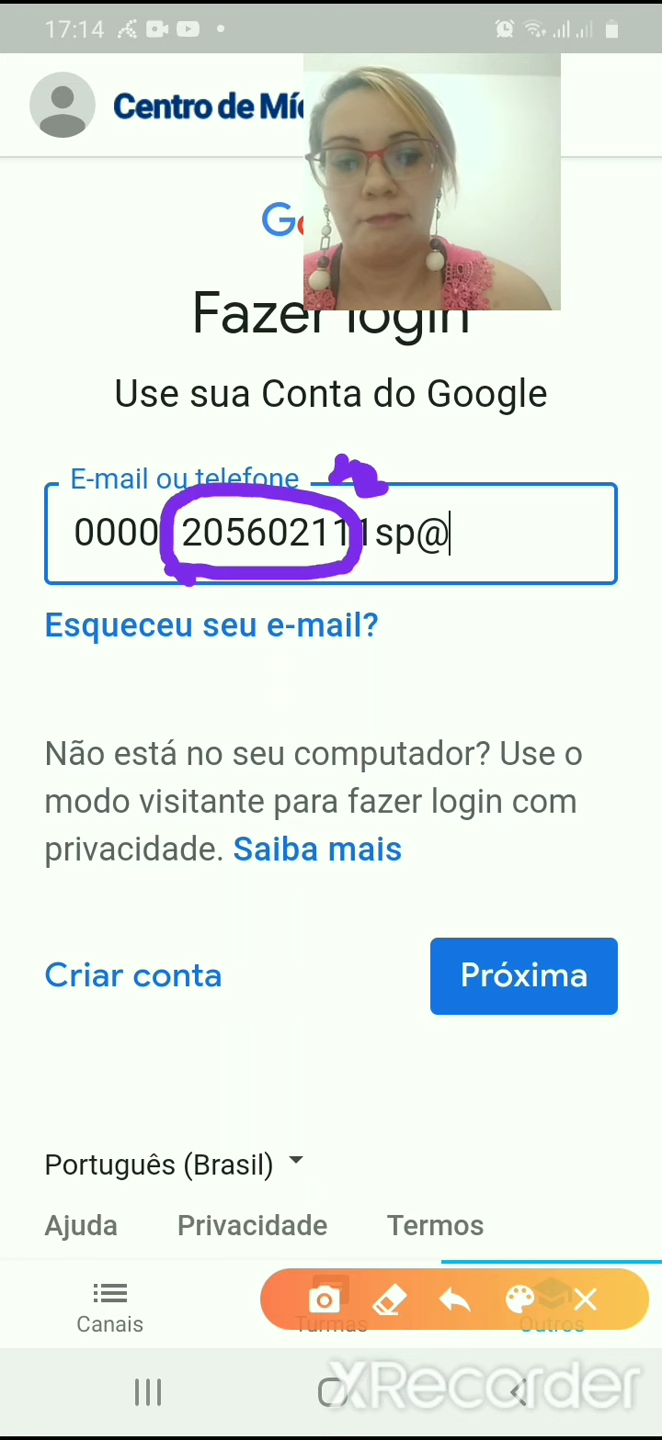 17:14
Centro de Mí
G
Fazer login
Use sua Conta do Google
E-mail ou telefone
0000 205602111sp@
Esqueceu seu e-mail?
Não está no seu computador? Use o
modo visitante para fazer login com
privacidade. Saiba mais
Criar conta
Próxima
Português (Brasil)
Ajuda
Privacidade
Termos
Canais
Turmas
Outros
XRecorder